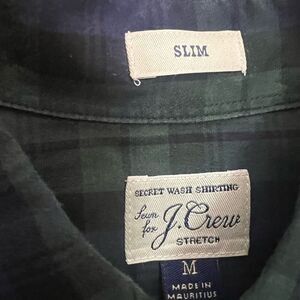 SLIM
SECRET WASH SHIRTING
Sewn
for
J.Crew
STRETCH
M
MADE IN
MAURITIUS